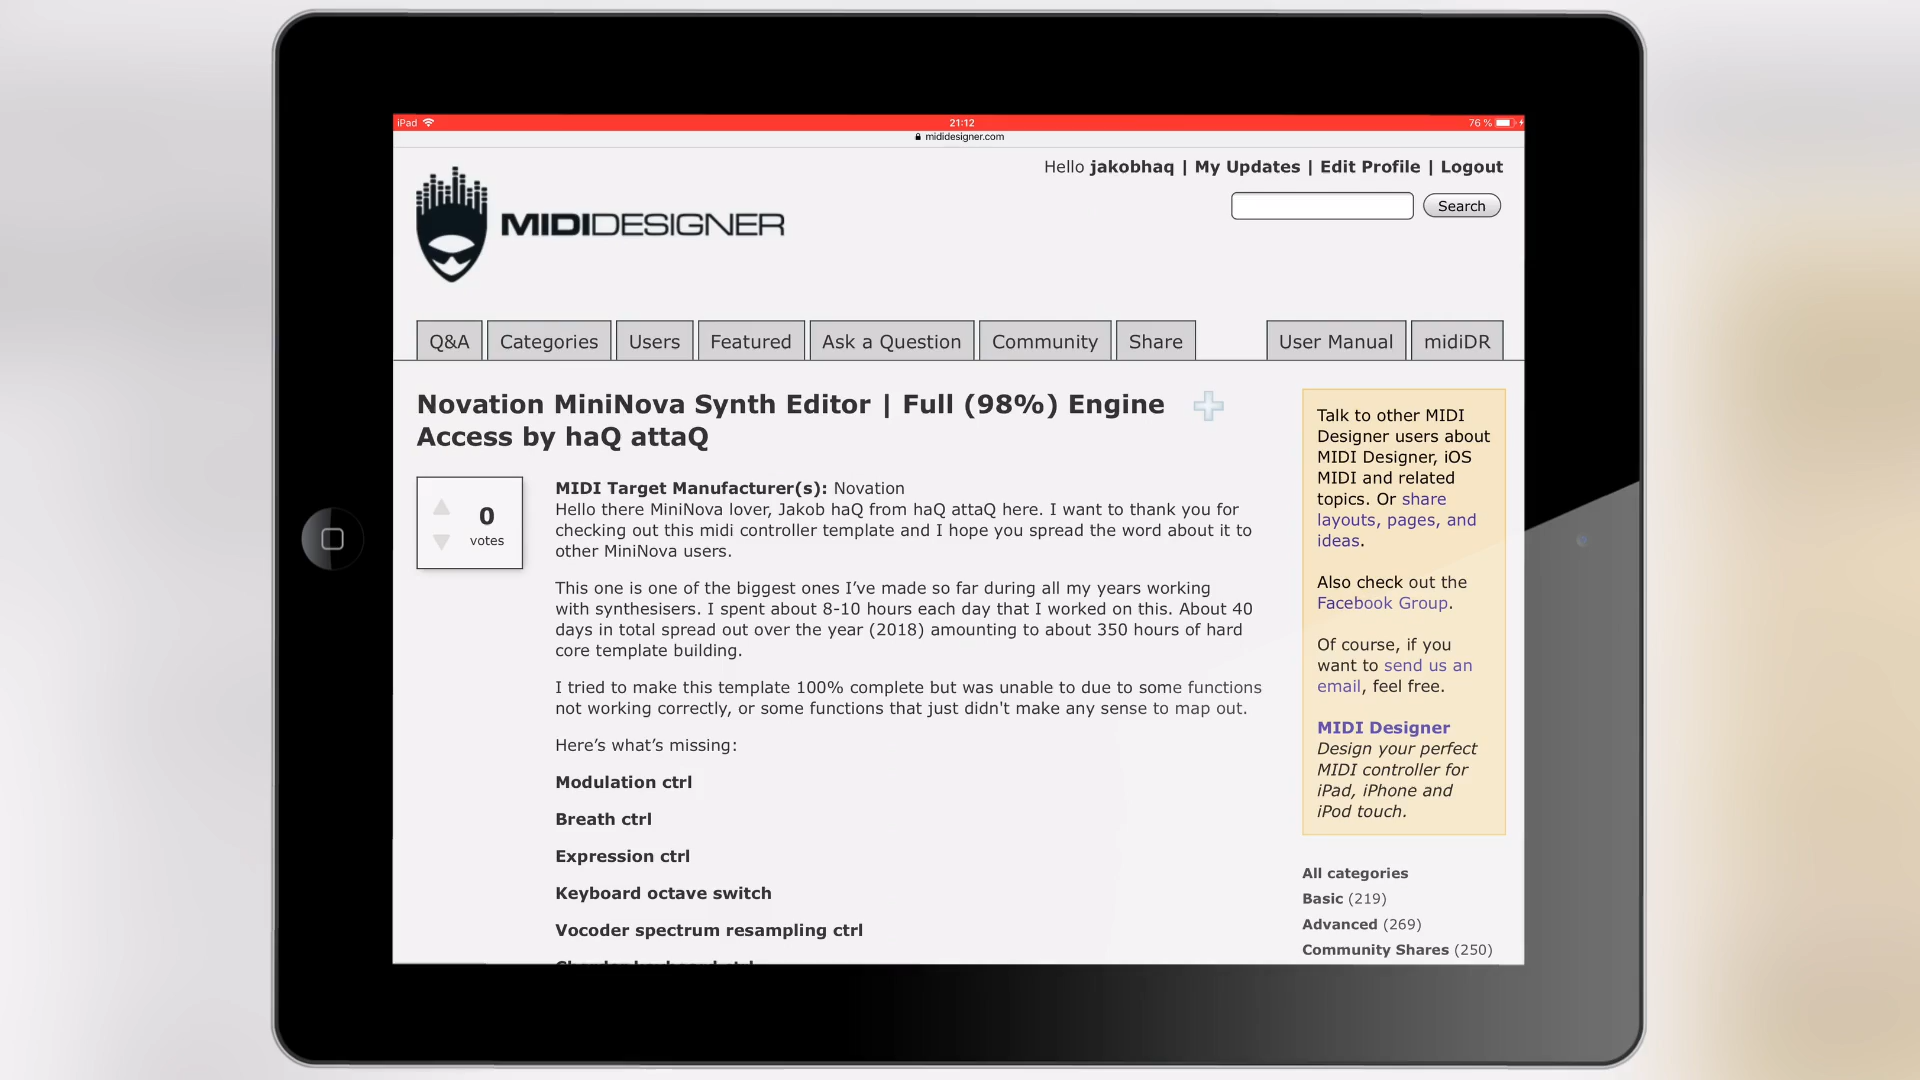 iPad
21:12
76 %
mididesigner.com
Hello jakobhaq | My Updates | Edit Profile | Logout
Search
MIDIDESIGNER
Q&A
Categories
Users
Featured
Ask a Question
Community
Share
User Manual
midiDR
Novation MiniNova Synth Editor | Full (98%) Engine
Access by haQ attaQ
0
votes
MIDI Target Manufacturer(s): Novation
Hello there MiniNova lover, Jakob haQ from haQ attaQ here. I want to thank you for
checking out this midi controller template and I hope you spread the word about it to
other MiniNova users.
This one is one of the biggest ones I’ve made so far during all my years working
with synthesisers. I spent about 8-10 hours each day that I worked on this. About 40
days in total spread out over the year (2018) amounting to about 350 hours of hard
core template building.
I tried to make this template 100% complete but was unable to due to some functions
not working correctly, or some functions that just didn't make any sense to map out.
Here’s what’s missing:
Modulation ctrl
Breath ctrl
Expression ctrl
Keyboard octave switch
Vocoder spectrum resampling ctrl
Talk to other MIDI
Designer users about
MIDI Designer, iOS
MIDI and related
topics. Or share
layouts, pages, and
ideas.
Also check out the
Facebook Group.
Of course, if you
want to send us an
email, feel free.
MIDI Designer
Design your perfect
MIDI controller for
iPad, iPhone and
iPod touch.
All categories
Basic (219)
Advanced (269)
Community Shares (250)